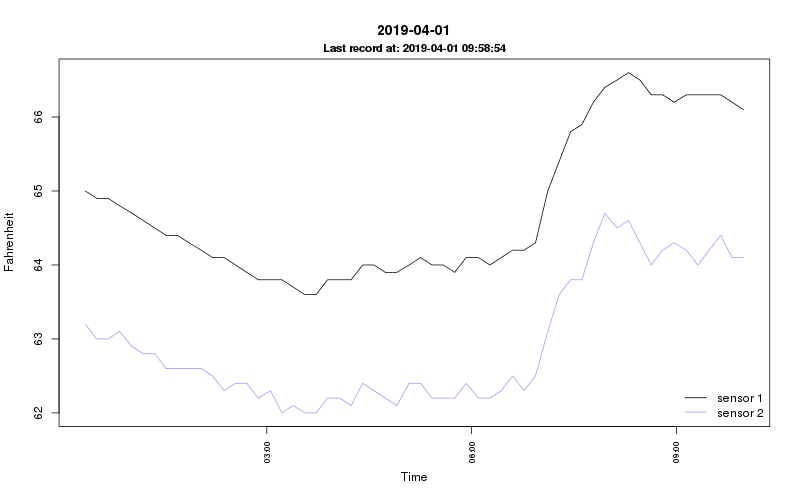 2019-04-01
Last record at: 2019-04-01 09:58:54
Fahrenheit
66
65
64
63
62
sensor 1
sensor 2
03:00
06:00
09:00
Time